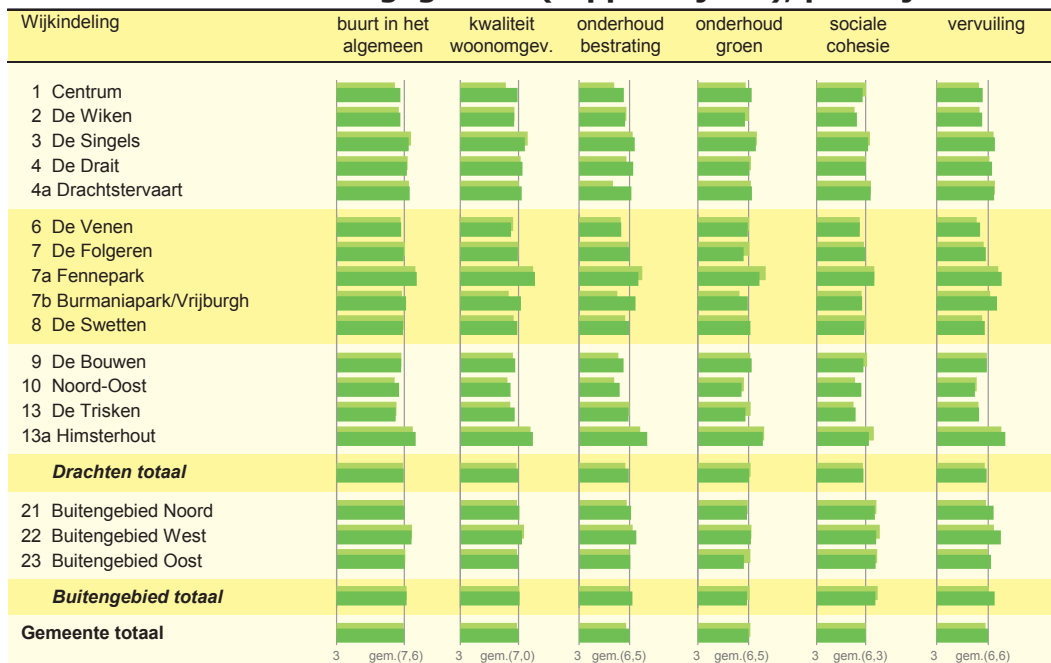 Wijkindeling buurt in het kwaliteit onderhoud onderhoud sociale vervuiling
algemeen woonomgev. bestrating groen cohesie
1 Centrum
2 De Wiken
3 De Singels
4 De Drait
4a Drachtstervaart
6 De Venen
7 De Folgeren
7a Fennepark
7b Burmaniapark/Vrijburgh
8 De Swetten
9 De Bouwen
10 Noord-Oost
13 De Trisken
13a Himsterhout
Drachten totaal
21 Buitengebied Noord
22 Buitengebied West
23 Buitengebied Oost
Buitengebied totaal
Gemeente totaal
3 gem.(7,6) 3 gem.(7,0) 3 gem.(6,5) 3 gem.(6,5) 3 gem.(6,3) 3 gem.(6,6)